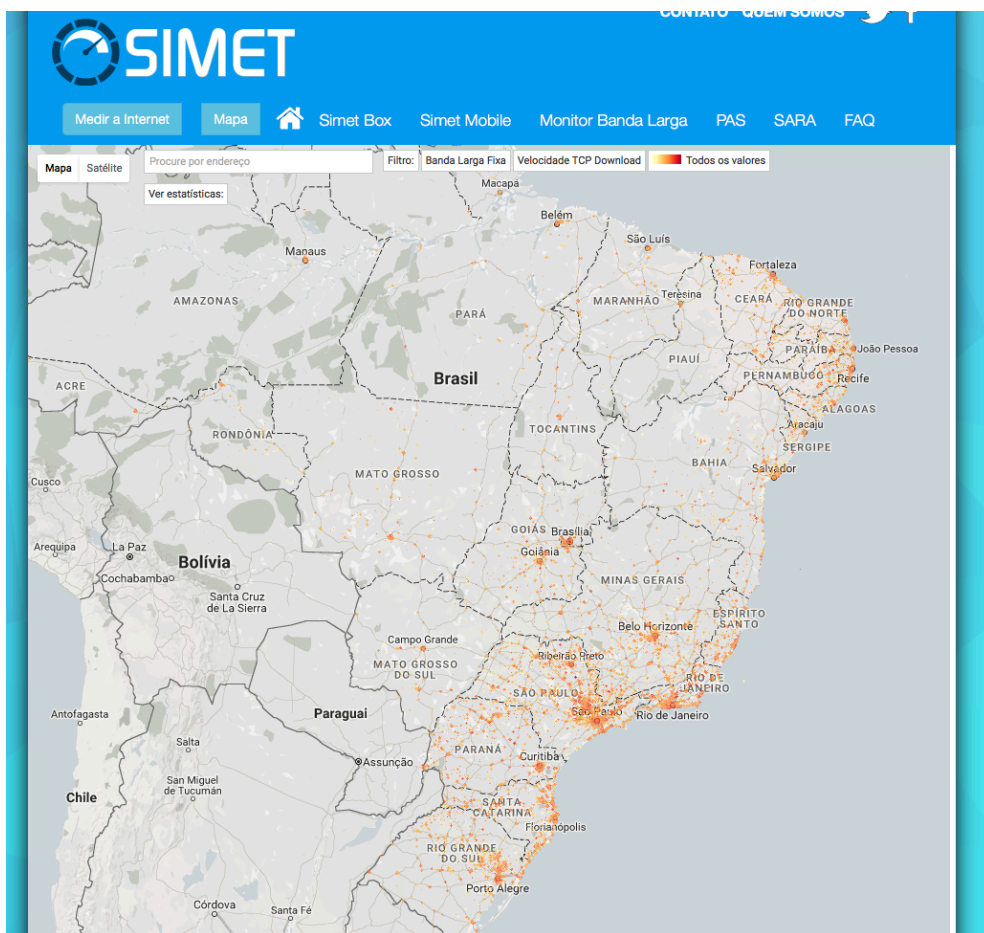 CONTATO QUEM SOMOS
SIMET
Medir a Internet Mapa Simet Box Simet Mobile Monitor Banda Larga PAS SARA FAQ
Mapa Satélite Procure por endereço Filtro: Banda Larga Fixa Velocidade TCP Download Todos os valores
Ver estatísticas:
Macapá
Belém
São Luís
Manaus
Fortaleza
AMAZONAS
MARANHÃO
Teresina
CEARÁ
RIO GRANDE
DO NORTE
PARÁ
PARAÍBA
João Pessoa
PIAUÍ
Brasil
PERNAMBUCO
Recife
ACRE
ALAGOAS
Aracaju
TOCANTINS
RONDÔNIA
SERGIPE
BAHIA
Salvador
MATO GROSSO
Cusco
GOIÁS
Brasília
Arequipa
La Paz
Goiânia
Bolívia
Cochabamba
MINAS GERAIS
Santa Cruz
de La Sierra
ESPÍRITO
SANTO
Belo Horizonte
Campo Grande
Ribeirão Preto
MATO GROSSO
DO SUL
RIO DE
JANEIRO
SÃO PAULO
São Paulo
Rio de Janeiro
Antofagasta
Paraguai
Salta
PARANÁ
Curitiba
Assunção
San Miguel
de Tucumán
Chile
SANTA
CATARINA
Florianópolis
RIO GRANDE
DO SUL
Porto Alegre
Córdova
Santa Fé